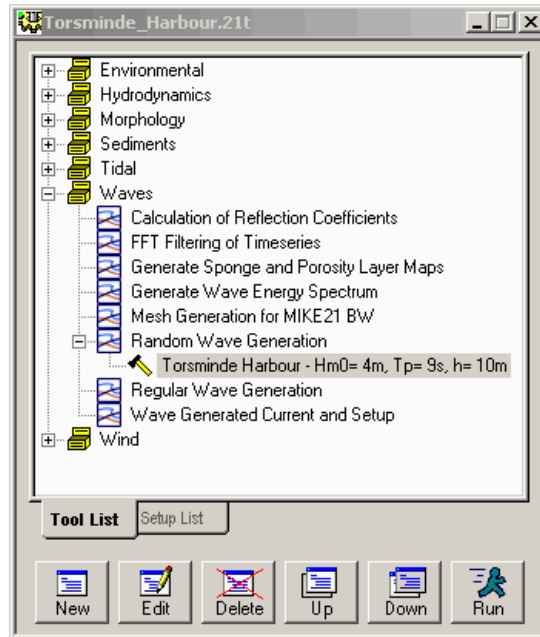 Torsminde_Harbour.21t
Environmental
Hydrodynamics
Morphology
Sediments
Tidal
Waves
Calculation of Reflection Coefficients
FFT Filtering of Timeseries
Generate Sponge and Porosity Layer Maps
Generate Wave Energy Spectrum
Mesh Generation for MIKE21 BW
Random Wave Generation
Torsminde Harbour - Hm0= 4m, Tp= 9s, h= 10m
Regular Wave Generation
Wave Generated Current and Setup
Wind
Tool List Setup List
New Edit Delete Up Down Run